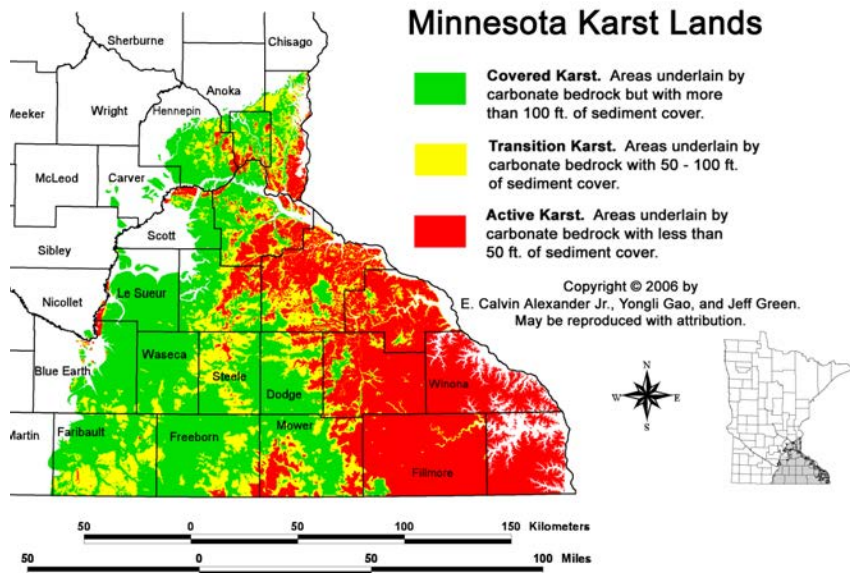 Minnesota Karst Lands
Covered Karst. Areas underlain by
carbonate bedrock but with more
than 100 ft. of sediment cover.
Transition Karst. Areas underlain by
carbonate bedrock with 50 - 100 ft.
of sediment cover.
Active Karst. Areas underlain by
carbonate bedrock with less than
50 ft. of sediment cover.
Copyright © 2006 by
E. Calvin Alexander Jr., Yongli Gao, and Jeff Green.
May be reproduced with attribution.
N
W E
S
Sherburne
Chisago
Anoka
Meeker
Wright
Hennepin
McLeod
Carver
Scott
Sibley
Nicollet
Le Sueur
Blue Earth
Waseca
Steele
Dodge
Winona
Martin
Faribault
Freeborn
Mower
Fillmore
50 0 50 100 150 Kilometers
50 0 50 100 Miles